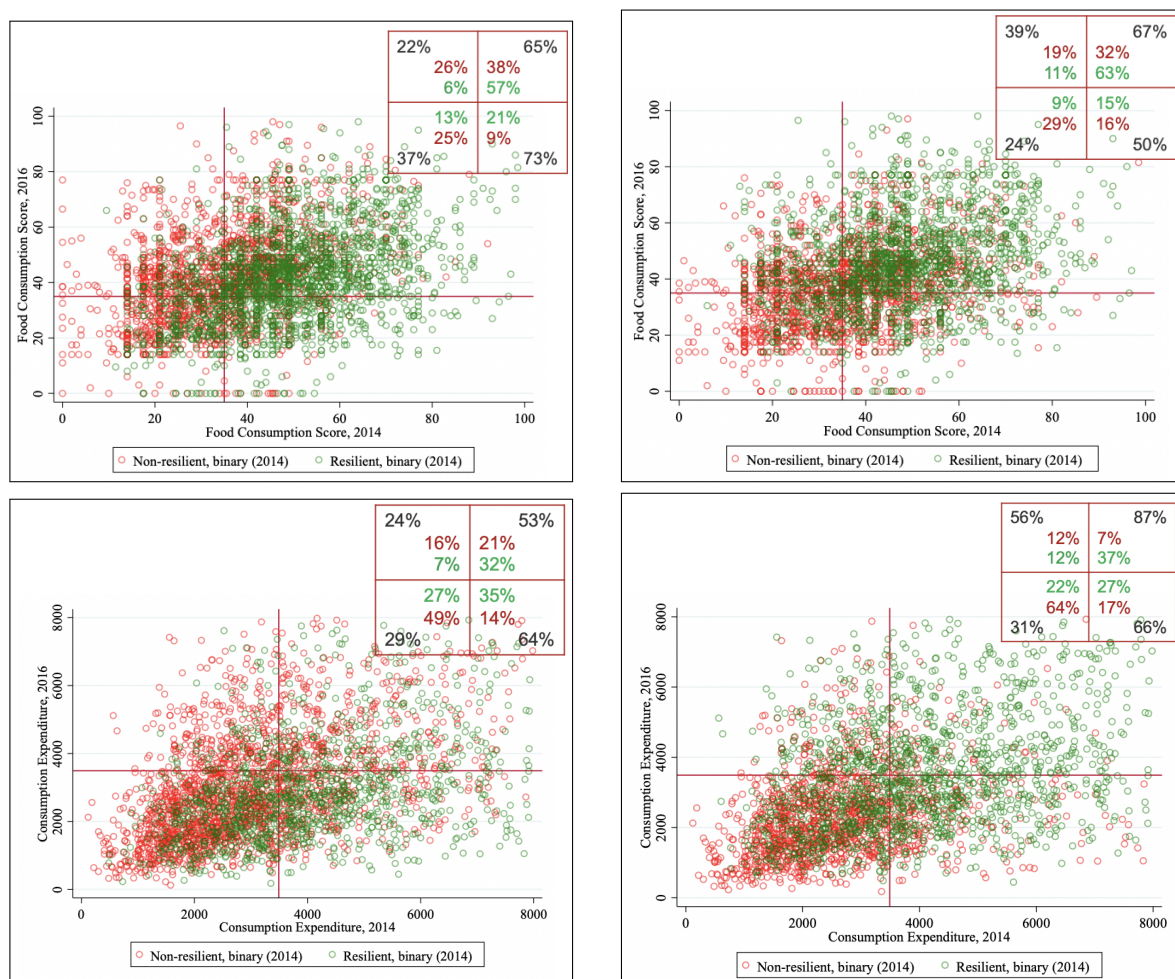 22% 65%
26% 38%
6% 57%
13% 21%
25% 9%
37% 73%
Food Consumption Score, 2016
0 20 40 60 80 100
0 20 40 60 80 100
Food Consumption Score, 2014
Non-resilient, binary (2014) Resilient, binary (2014)
39% 67%
19% 32%
11% 63%
9% 15%
29% 16%
24% 50%
Food Consumption Score, 2016
0 20 40 60 80 100
0 20 40 60 80 100
Food Consumption Score, 2014
Non-resilient, binary (2014) Resilient, binary (2014)
24% 53%
16% 21%
7% 32%
27% 35%
49% 14%
29% 64%
Consumption Expenditure, 2016
0 2000 4000 6000 8000
0 2000 4000 6000 8000
Consumption Expenditure, 2014
Non-resilient, binary (2014) Resilient, binary (2014)
56% 87%
12% 7%
12% 37%
22% 27%
64% 17%
31% 66%
Consumption Expenditure, 2016
0 2000 4000 6000 8000
0 2000 4000 6000 8000
Consumption Expenditure, 2014
Non-resilient, binary (2014) Resilient, binary (2014)